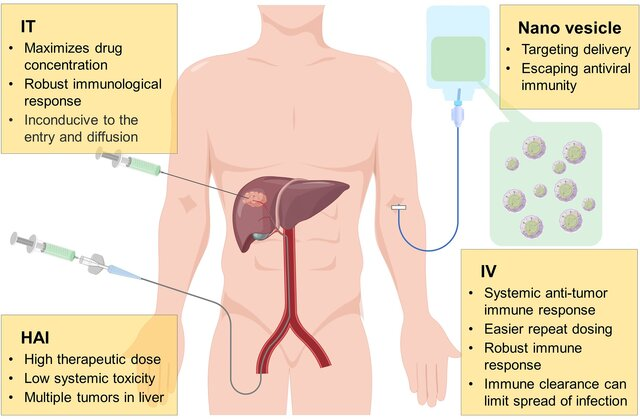 IT
• Maximizes drug
concentration
• Robust immunological
response
• Inconducive to the
entry and diffusion
Nano vesicle
• Targeting delivery
• Escaping antiviral
immunity
HAI
• High therapeutic dose
• Low systemic toxicity
• Multiple tumors in liver
IV
• Systemic anti-tumor
immune response
• Easier repeat dosing
• Robust immune
response
• Immune clearance can
limit spread of infection